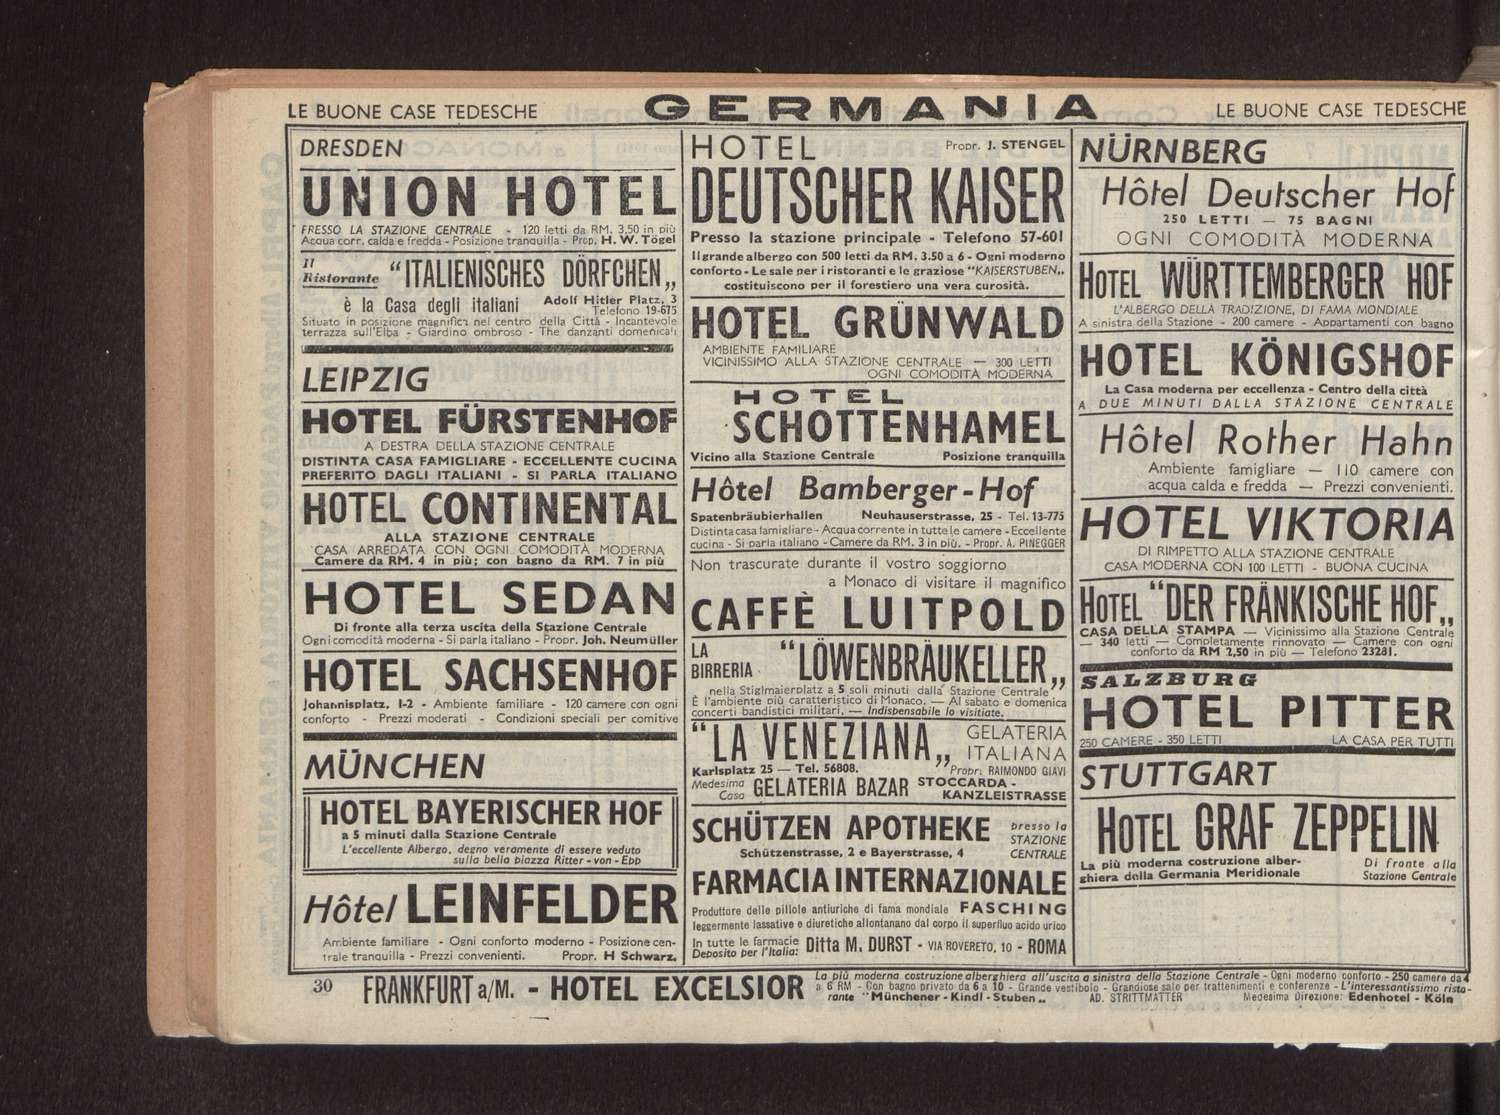 LE BUONE CASE TEDESCHE
GERMANIA
LE BUONE CASE TEDESCHE
DRESDEN
UNION HOTEL
PRESSO LA STAZIONE CENTRALE - 120 letti da RM. 3.50 in più
Acqua corr. calda e fredda - Posizione tranquilla - Prop. H. W. Tögel
Il Ristorante "ITALIENISCHES DÖRFCHEN„
è la Casa degli italiani
Adolf Hitler Platz, 3
Telefono 19-675
Situato in posizione magnifica nel centro della Città - Incantevole
terrazza sull'Elba - Giardino ombroso - The danzanti domenicali
LEIPZIG
HOTEL FÜRSTENHOF
A DESTRA DELLA STAZIONE CENTRALE
DISTINTA CASA FAMIGLIARE - ECCELLENTE CUCINA
PREFERITO DAGLI ITALIANI - SI PARLA ITALIANO
HOTEL CONTINENTAL
ALLA STAZIONE CENTRALE
CASA ARREDATA CON OGNI COMODITÀ MODERNA
Camere da RM. 4 in più; con bagno da RM. 7 in più
HOTEL SEDAN
Di fronte alla terza uscita della Stazione Centrale
Ogni comodità moderna - Si parla italiano - Propr. Joh. Neumüller
HOTEL SACHSENHOF
Johannisplatz, 1-2 - Ambiente familiare - 120 camere con ogni
conforto - Prezzi moderati - Condizioni speciali per comitive
MÜNCHEN
HOTEL BAYERISCHER HOF
a 5 minuti dalla Stazione Centrale
L'eccellente Albergo, degno veramente di essere veduto
sulla bella piazza Ritter-von-Epp
Hôtel LEINFELDER
Ambiente familiare - Ogni conforto moderno - Posizione cen-
trale tranquilla - Prezzi convenienti. Propr. H Schwarz.
HOTEL
Propr. J. STENGEL
DEUTSCHER KAISER
Presso la stazione principale - Telefono 57-601
Il grande albergo con 500 letti da RM. 3.50 a 6 - Ogni moderno
conforto - Le sale per i ristoranti e le graziose "KAISERSTUBEN„
costituiscono per il forestiero una vera curosità.
HOTEL GRÜNWALD
AMBIENTE FAMILIARE
VICINISSIMO ALLA STAZIONE CENTRALE — 300 LETTI
OGNI COMODITÀ MODERNA
HOTEL
SCHOTTENHAMEL
Vicino alla Stazione Centrale Posizione tranquilla
Hôtel Bamberger-Hof
Spatenbräubierhallen Neuhauserstrasse, 25 - Tel. 13-775
Distinta casa famigliare - Acqua corrente in tutte le camere - Eccellente
cucina - Si parla italiano - Camere da RM. 3 in più. - Propr. A. PINEGGER
Non trascurate durante il vostro soggiorno
a Monaco di visitare il magnifico
CAFFÈ LUITPOLD
LA BIRRERIA "LÖWENBRÄUKELLER„
nella Stiglmaierplatz a 5 soli minuti dalla Stazione Centrale
È l'ambiente più caratteristico di Monaco. — Al sabato e domenica
concerti bandistici militari. — Indispensabile lo visitiate.
"LA VENEZIANA„ GELATERIA ITALIANA
Karlsplatz 25 — Tel. 56808. Propr: RAIMONDO GIAVI
Medesima Casa GELATERIA BAZAR STOCCARDA - KANZLEISTRASSE
SCHÜTZEN APOTHEKE presso la STAZIONE CENTRALE
Schützenstrasse, 2 e Bayerstrasse, 4
FARMACIA INTERNAZIONALE
Produttore delle pillole antiuriche di fama mondiale FASCHING
leggermente lassative e diuretiche allontanano dal corpo il superfluo acido urico
In tutte le farmacie
Deposito per l'Italia: Ditta M. DURST - VIA ROVERETO, 10 - ROMA
NÜRNBERG
Hôtel Deutscher Hof
250 LETTI — 75 BAGNI
OGNI COMODITÀ MODERNA
HOTEL WÜRTTEMBERGER HOF
L'ALBERGO DELLA TRADIZIONE, DI FAMA MONDIALE
A sinistra della Stazione - 200 camere - Appartamenti con bagno
HOTEL KÖNIGSHOF
La Casa moderna per eccellenza - Centro della città
A DUE MINUTI DALLA STAZIONE CENTRALE
Hôtel Rother Hahn
Ambiente famigliare — 110 camere con
acqua calda e fredda — Prezzi convenienti.
HOTEL VIKTORIA
DI RIMPETTO ALLA STAZIONE CENTRALE
CASA MODERNA CON 100 LETTI - BUONA CUCINA
HOTEL "DER FRÄNKISCHE HOF„
CASA DELLA STAMPA — Vicinissimo alla Stazione Centrale
— 340 letti — Completamente rinnovato — Camere con ogni
conforto da RM 2,50 in più — Telefono 23281.
SALZBURG
HOTEL PITTER
250 CAMERE - 350 LETTI LA CASA PER TUTTI
STUTTGART
HOTEL GRAF ZEPPELIN
La più moderna costruzione alber-
ghiera della Germania Meridionale
Di fronte alla
Stazione Centrale
30
FRANKFURT a/M. - HOTEL EXCELSIOR
La più moderna costruzione alberghiera all'uscita a sinistra della Stazione Centrale - Ogni moderno conforto - 250 camere da 4
a 6 RM - Con bagno privato da 6 a 10 - Grande vestibolo - Grandiose sale per trattenimenti e conferenze - L'interessantissimo risto-
rante "Münchener-Kindl-Stuben„ AD. STRITTMATTER Medesima Direzione: Edenhotel - Köln